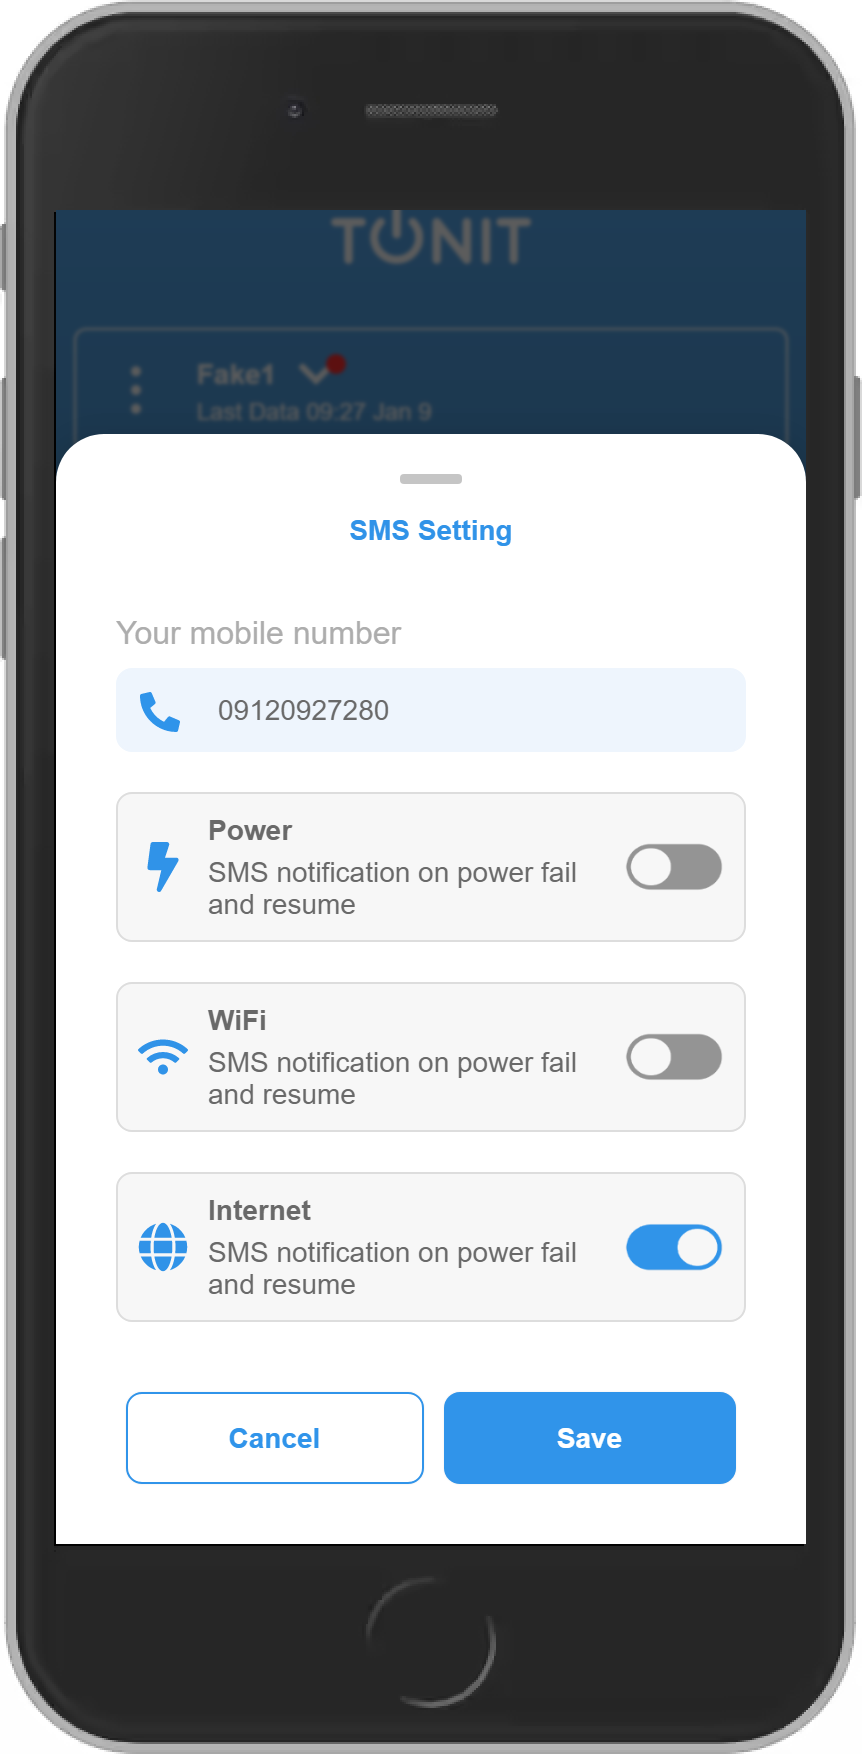 TONIT
Fake1
Last Data 09:27 Jan 9
SMS Setting
Your mobile number
09120927280
Power
SMS notification on power fail
and resume
WiFi
SMS notification on power fail
and resume
Internet
SMS notification on power fail
and resume
Cancel
Save